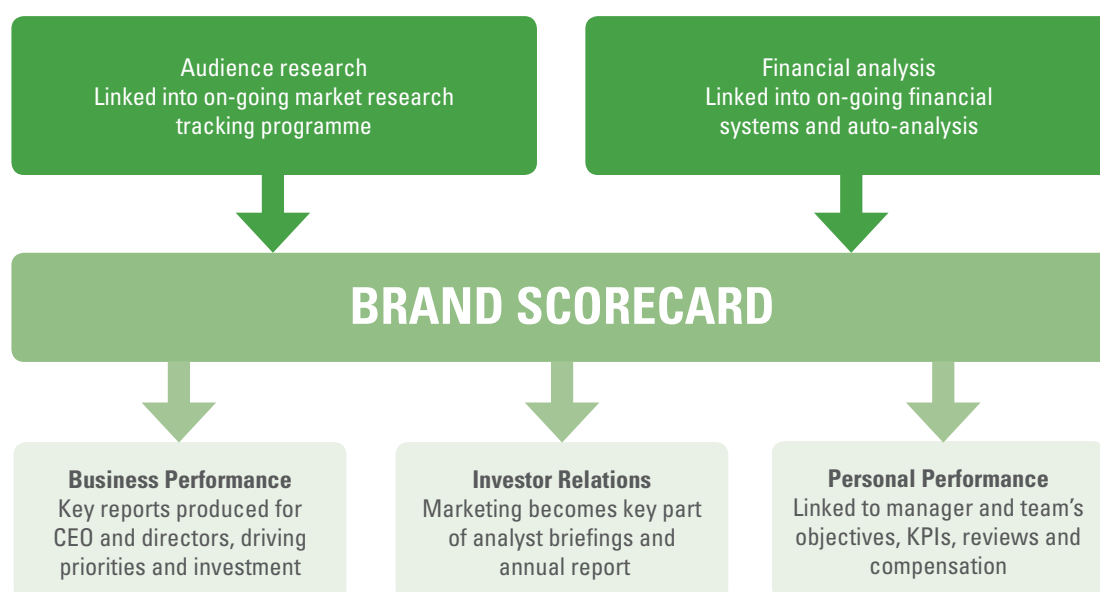 Audience research
Linked into on-going market research
tracking programme
Financial analysis
Linked into on-going financial
systems and auto-analysis
BRAND SCORECARD
Business Performance
Key reports produced for
CEO and directors, driving
priorities and investment
Investor Relations
Marketing becomes key part
of analyst briefings and
annual report
Personal Performance
Linked to manager and team's
objectives, KPIs, reviews and
compensation